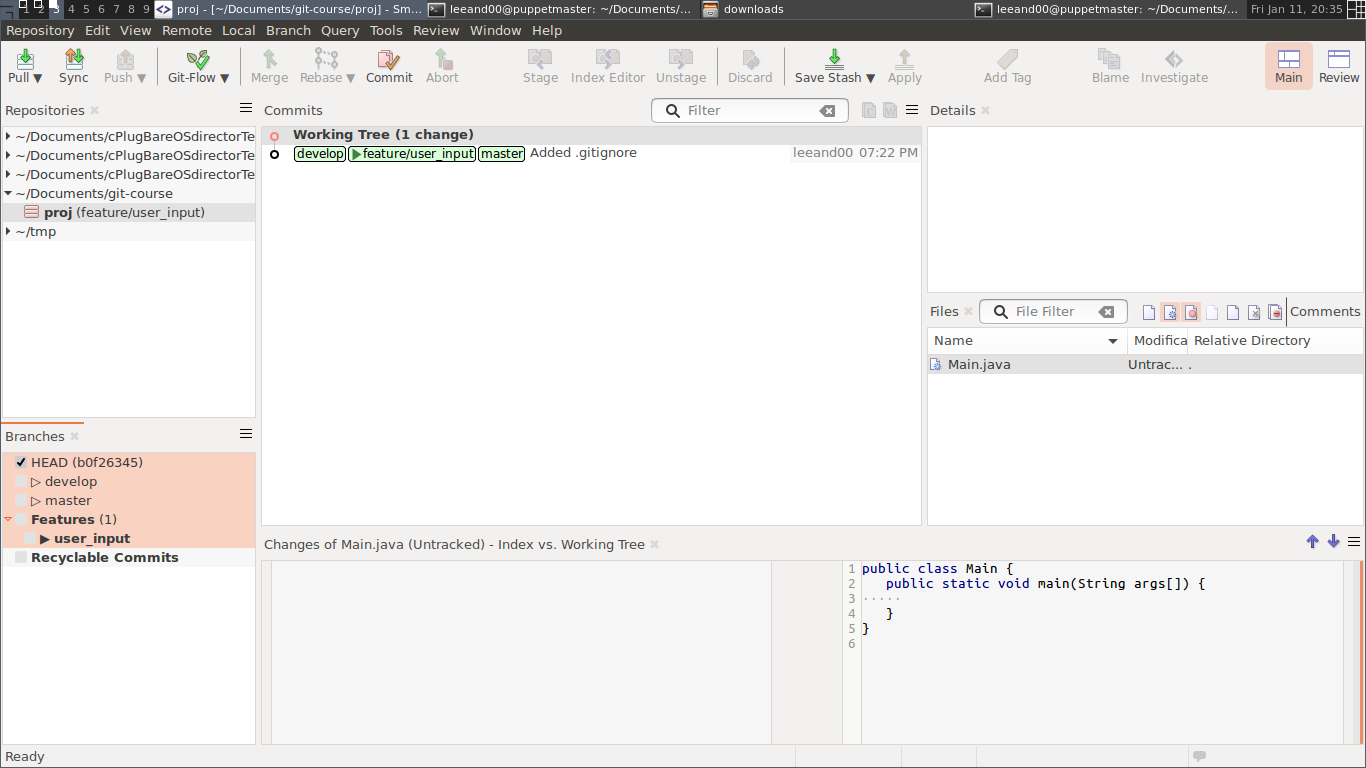 1 2 3 4 5 6 7 8 9 proj - [~/Documents/git-course/proj] - Sm... leeand00@puppetmaster: ~/Documents/... downloads leeand00@puppetmaster: ~/Documents/... Fri Jan 11, 20:35
Repository Edit View Remote Local Branch Query Tools Review Window Help
Pull ▼ Sync Push ▼ Git-Flow ▼ Merge Rebase ▼ Commit Abort Stage Index Editor Unstage Discard Save Stash ▼ Apply Add Tag Blame Investigate Main Review
Repositories
~/Documents/cPlugBareOSdirectorTe
~/Documents/cPlugBareOSdirectorTe
~/Documents/cPlugBareOSdirectorTe
~/Documents/git-course
proj (feature/user_input)
~/tmp
Commits Filter
Working Tree (1 change)
develop feature/user_input master Added .gitignore leeand00 07:22 PM
Details
Files File Filter Comments
Name Modifica Relative Directory
Main.java Untrac... .
Branches
HEAD (b0f26345)
develop
master
Features (1)
user_input
Recyclable Commits
Changes of Main.java (Untracked) - Index vs. Working Tree
1 public class Main {
2 public static void main(String args[]) {
3 ·····
4 }
5 }
6
Ready